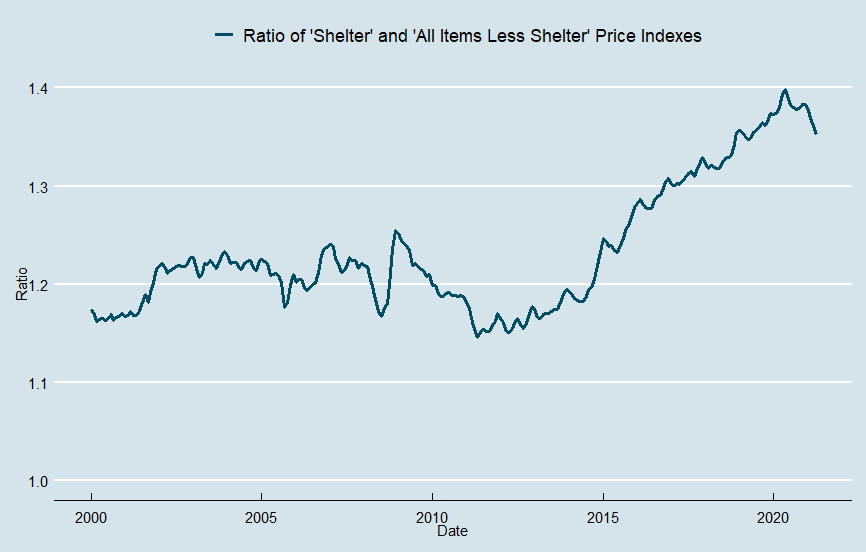 Ratio of 'Shelter' and 'All Items Less Shelter' Price Indexes
1.4
1.3
1.2
1.1
1.0
Ratio
2000 2005 2010 2015 2020
Date